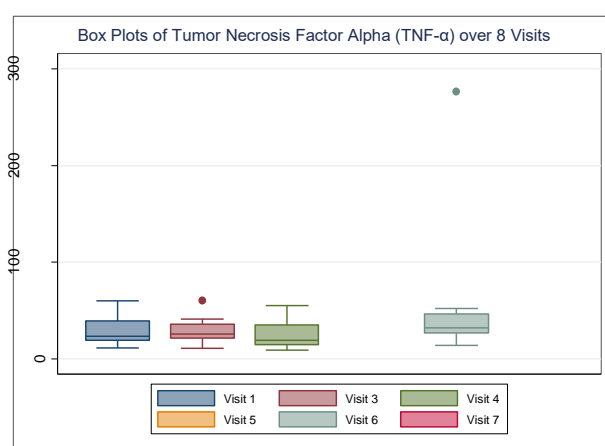 Box Plots of Tumor Necrosis Factor Alpha (TNF-α) over 8 Visits
300
200
100
0
Visit 1 Visit 3 Visit 4
Visit 5 Visit 6 Visit 7